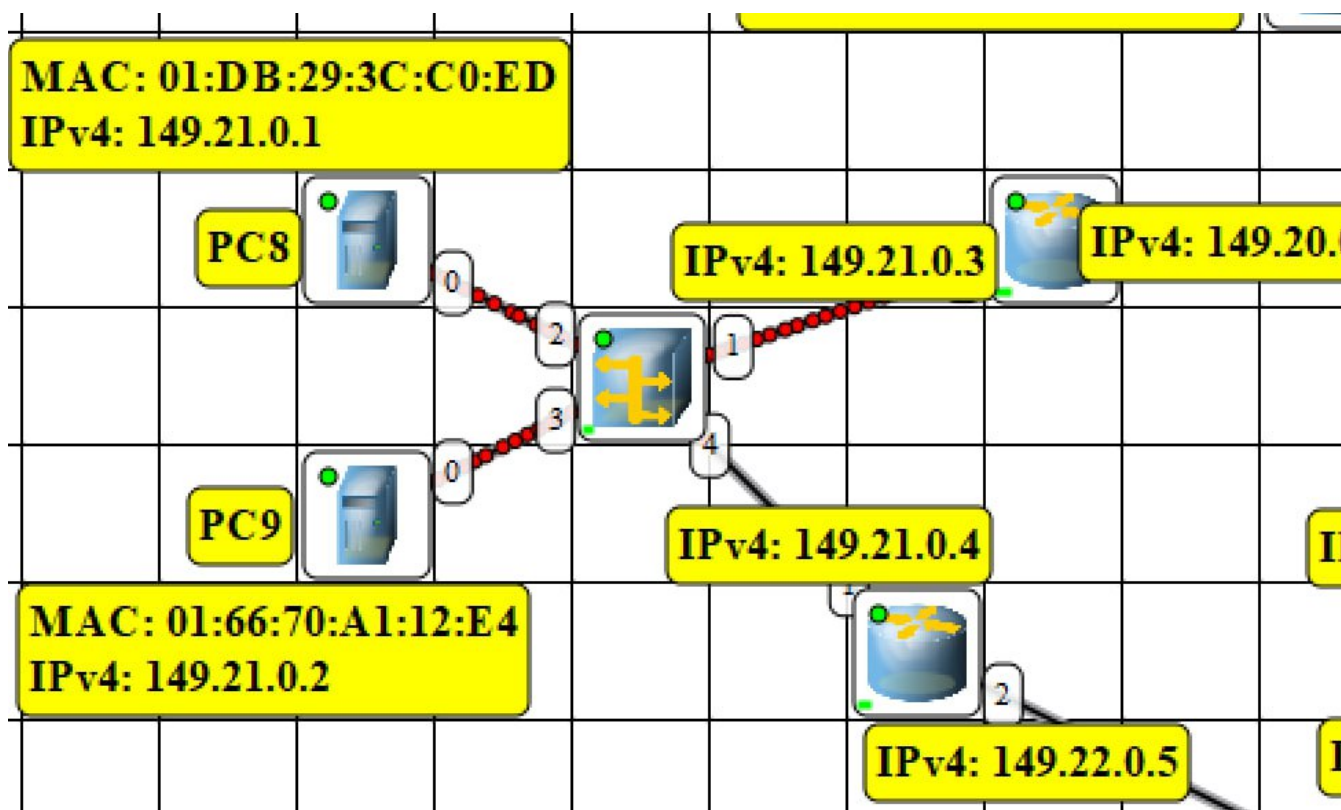 MAC: 01:DB:29:3C:C0:ED
IPv4: 149.21.0.1
PC8
0
2
IPv4: 149.21.0.3
IPv4: 149.20.
1
3
4
0
PC9
IPv4: 149.21.0.4
MAC: 01:66:70:A1:12:E4
IPv4: 149.21.0.2
1
2
IPv4: 149.22.0.5